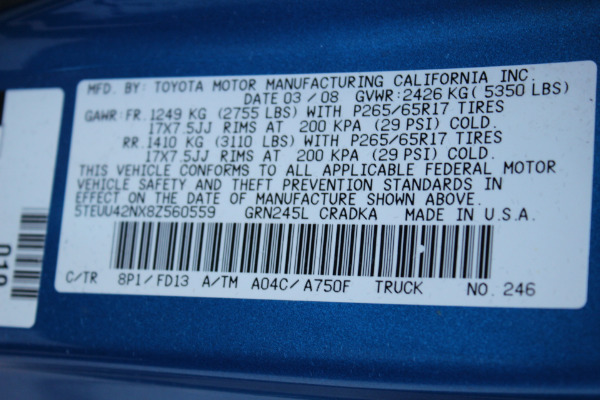 MFD. BY: TOYOTA MOTOR MANUFACTURING CALIFORNIA INC.
DATE 03/08 GVWR:2426 KG(5350 LBS)
GAWR:FR.1249 KG (2755 LBS) WITH P265/65R17 TIRES
17X7.5JJ RIMS AT 200 KPA (29 PSI) COLD.
RR.1410 KG (3110 LBS) WITH P265/65R17 TIRES
17X7.5JJ RIMS AT 200 KPA (29 PSI) COLD.
THIS VEHICLE CONFORMS TO ALL APPLICABLE FEDERAL MOTOR
VEHICLE SAFETY AND THEFT PREVENTION STANDARDS IN
EFFECT ON THE DATE OF MANUFACTURE SHOWN ABOVE.
5TEUU42NX8Z560559 GRN245L CRADKA MADE IN U.S.A.
C/TR 8P1/FD13 A/TM A04C/A750F TRUCK NO. 246